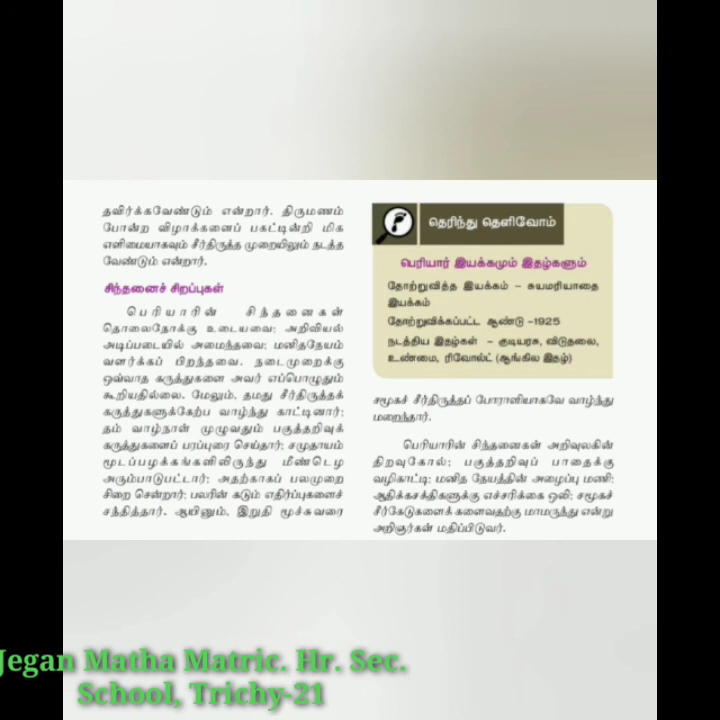 தவிர்க்கவேண்டும் என்றார். திருமணம்
போன்ற விழாக்களைப் பகட்டின்றி மிக
எளிமையாகவும் சீர்திருத்த முறையிலும் நடத்த
வேண்டும் என்றார்.
சிந்தனைச் சிறப்புகள்
பெரியாரின் சிந்தனைகள்
தொலைநோக்கு உடையவை; அறிவியல்
அடிப்படையில் அமைந்தவை; மனிதநேயம்
வளர்க்கப் பிறந்தவை. நடைமுறைக்கு
ஒவ்வாத கருத்துகளை அவர் எப்பொழுதும்
கூறியதில்லை. மேலும், தமது சீர்திருத்தக்
கருத்துகளுக்கேற்ப வாழ்ந்து காட்டினார்;
தம் வாழ்நாள் முழுவதும் பகுத்தறிவுக்
கருத்துகளைப் பரப்புரை செய்தார்; சமுதாயம்
மூடப்பழக்கங்களிலிருந்து மீண்டெழ
அரும்பாடுபட்டார்; அதற்காகப் பலமுறை
சிறை சென்றார்; பலரின் கடும் எதிர்ப்புகளைச்
சந்தித்தார். ஆயினும், இறுதி மூச்சுவரை
தெரிந்து தெளிவோம்
பெரியார் இயக்கமும் இதழ்களும்
தோற்றுவித்த இயக்கம் – சுயமரியாதை
இயக்கம்
தோற்றுவிக்கப்பட்ட ஆண்டு -1925
நடத்திய இதழ்கள் – குடியரசு, விடுதலை,
உண்மை, ரிவோல்ட் (ஆங்கில இதழ்)
சமூகச் சீர்திருத்தப் போராளியாகவே வாழ்ந்து
மறைந்தார்.
பெரியாரின் சிந்தனைகள் அறிவுலகின்
திறவுகோல்; பகுத்தறிவுப் பாதைக்கு
வழிகாட்டி; மனித நேயத்தின் அழைப்பு மணி;
ஆதிக்கசக்திகளுக்கு எச்சரிக்கை ஒலி; சமூகச்
சீர்கேடுகளைக் களைவதற்கு மாமருந்து என்று
அறிஞர்கள் மதிப்பிடுவர்.
Jegan Matha Matric. Hr. Sec.
School, Trichy-21